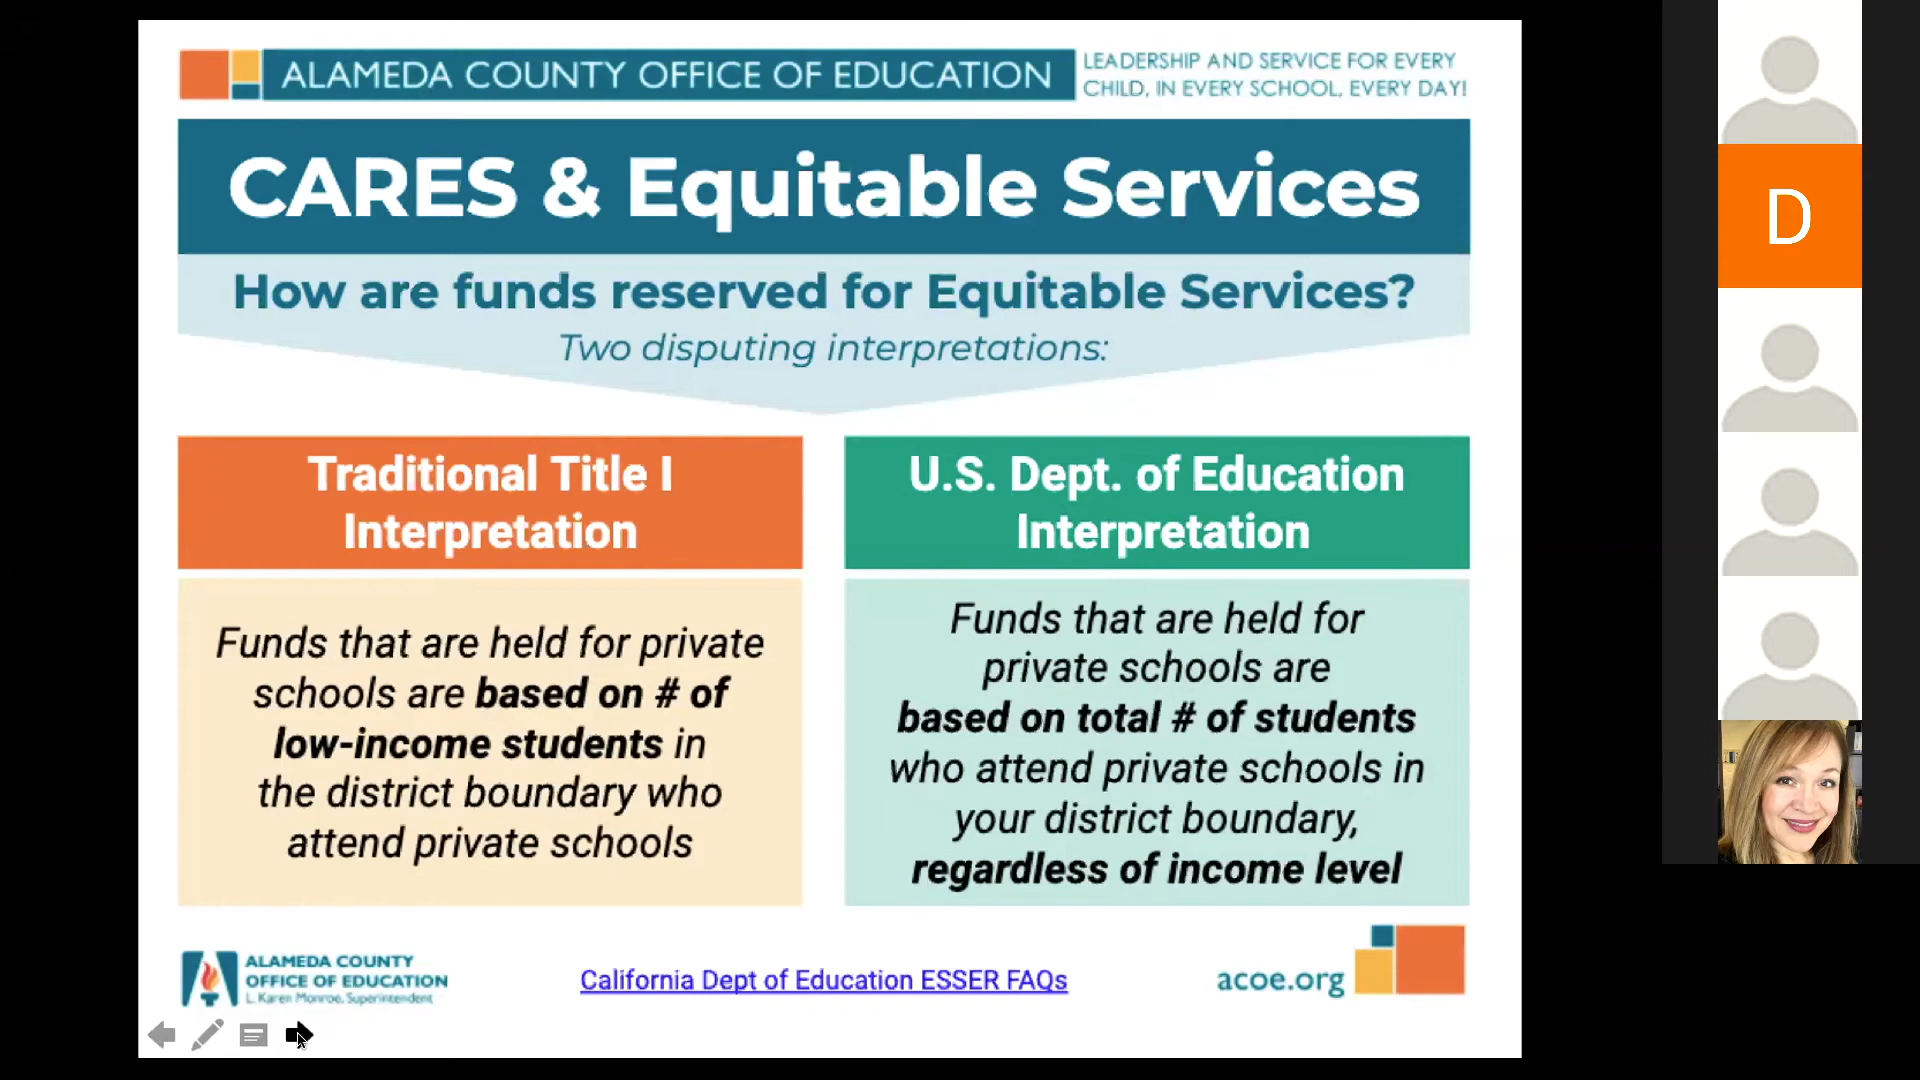 ALAMEDA COUNTY OFFICE OF EDUCATION
LEADERSHIP AND SERVICE FOR EVERY
CHILD, IN EVERY SCHOOL, EVERY DAY!
CARES & Equitable Services
How are funds reserved for Equitable Services?
Two disputing interpretations:
Traditional Title I
Interpretation
Funds that are held for private
schools are based on # of
low-income students in
the district boundary who
attend private schools
U.S. Dept. of Education
Interpretation
Funds that are held for
private schools are
based on total # of students
who attend private schools in
your district boundary,
regardless of income level
ALAMEDA COUNTY
OFFICE OF EDUCATION
L. Karen Monroe, Superintendent
California Dept of Education ESSER FAQs
acoe.org
D